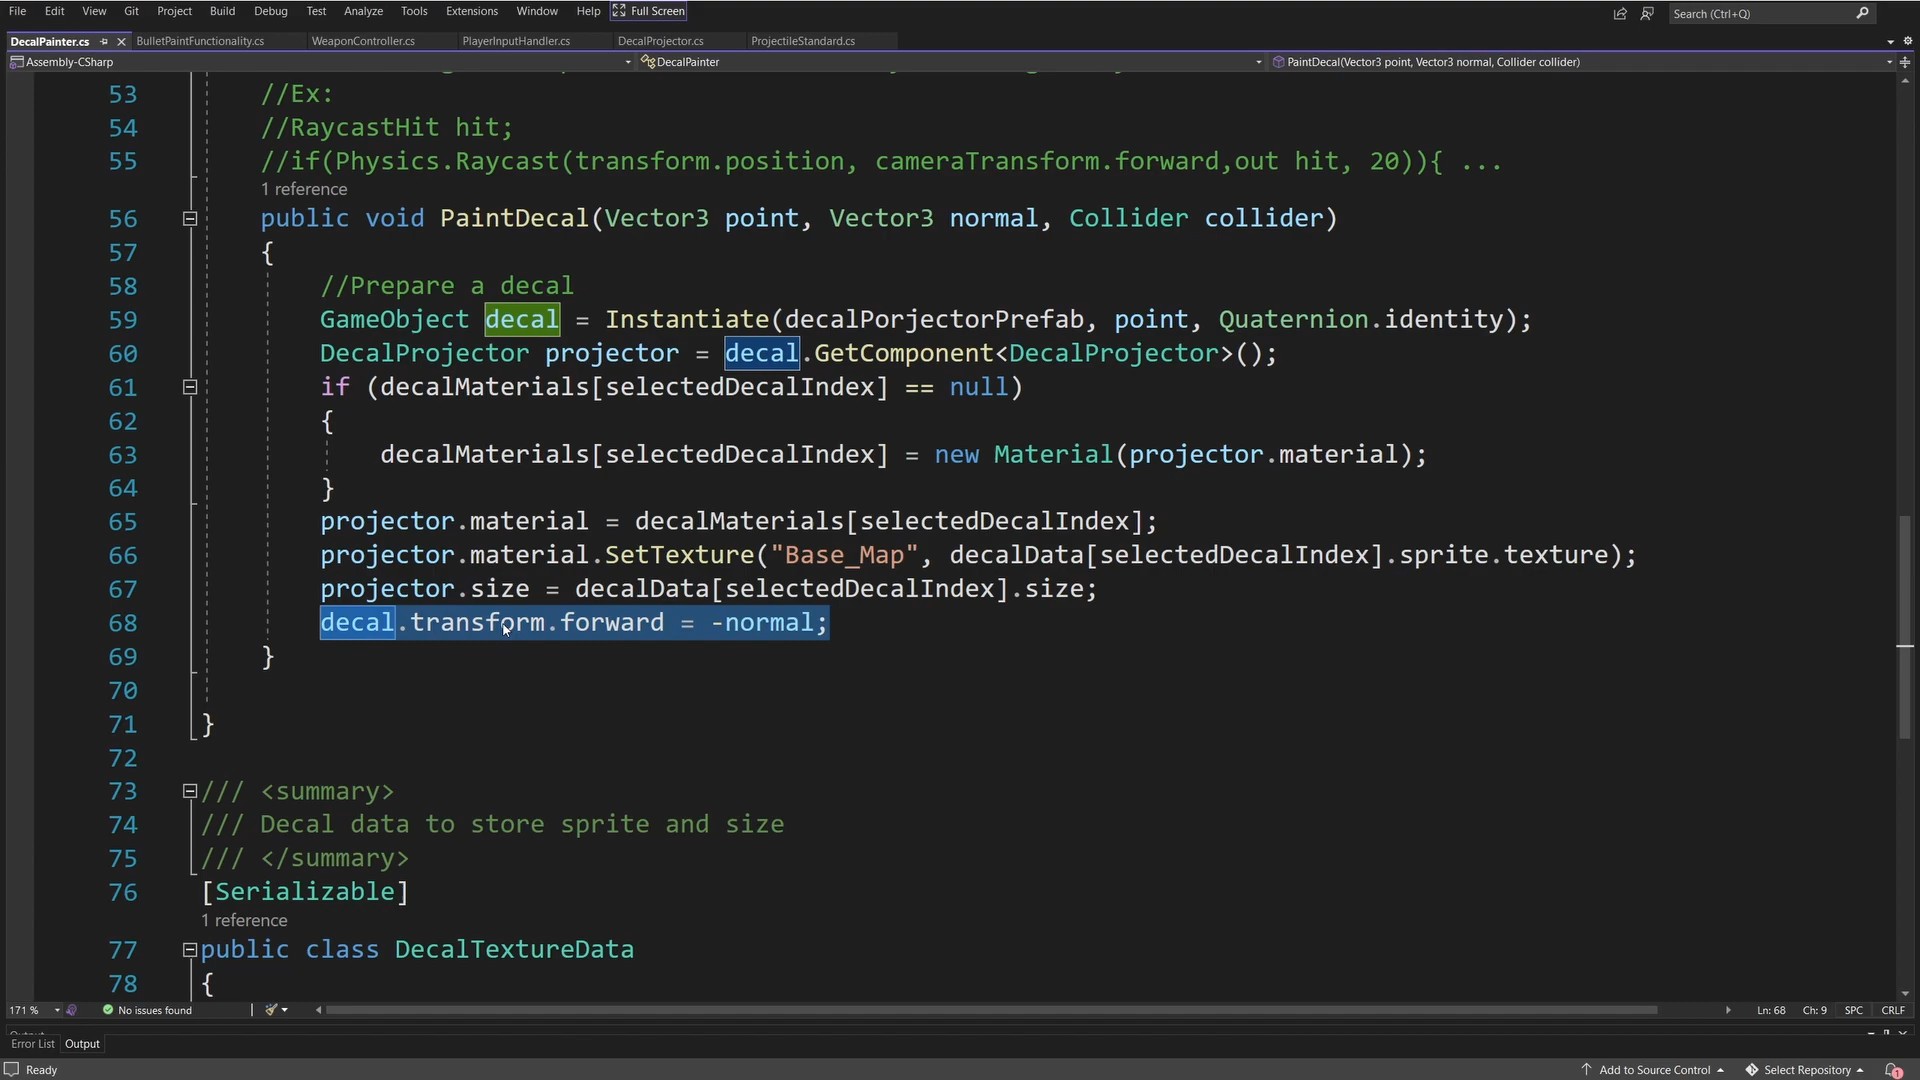 File Edit View Git Project Build Debug Test Analyze Tools Extensions Window Help Full Screen Search (Ctrl+Q)
DecalPainter.cs BulletPaintFunctionality.cs WeaponController.cs PlayerInputHandler.cs DecalProjector.cs ProjectileStandard.cs
Assembly-CSharp DecalPainter PaintDecal(Vector3 point, Vector3 normal, Collider collider)
53 //Ex:
54 //RaycastHit hit;
55 //if(Physics.Raycast(transform.position, cameraTransform.forward,out hit, 20)){ ...
1 reference
56 public void PaintDecal(Vector3 point, Vector3 normal, Collider collider)
57 {
58 //Prepare a decal
59 GameObject decal = Instantiate(decalPorjectorPrefab, point, Quaternion.identity);
60 DecalProjector projector = decal.GetComponent<DecalProjector>();
61 if (decalMaterials[selectedDecalIndex] == null)
62 {
63 decalMaterials[selectedDecalIndex] = new Material(projector.material);
64 }
65 projector.material = decalMaterials[selectedDecalIndex];
66 projector.material.SetTexture("Base_Map", decalData[selectedDecalIndex].sprite.texture);
67 projector.size = decalData[selectedDecalIndex].size;
68 decal.transform.forward = -normal;
69 }
70
71 }
72
73 /// <summary>
74 /// Decal data to store sprite and size
75 /// </summary>
76 [Serializable]
1 reference
77 public class DecalTextureData
78 {
171 % No issues found Ln: 68 Ch: 9 SPC CRLF
Error List Output
Ready Add to Source Control Select Repository 1